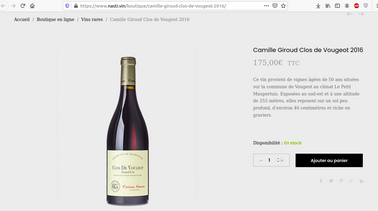 https://www.nasti.vin/boutique/camille-giroud-clos-de-vougeot-2016/
Accueil / Boutique en ligne / Vins rares / Camille Giroud Clos de Vougeot 2016
Camille Giroud Clos de Vougeot 2016
175,00€ TTC
Ce vin provient de vignes âgées de 50 ans situées
sur la commune de Vougeot au climat Le Petit
Maupertuis. Exposées au sud-est et à une altitude
de 255 mètres, elles reposent sur un sol peu
profond, d'environ 40 centimètres et riche en
graviers.
Disponibilité : En stock
1
Ajouter au panier
Clos De Vougeot